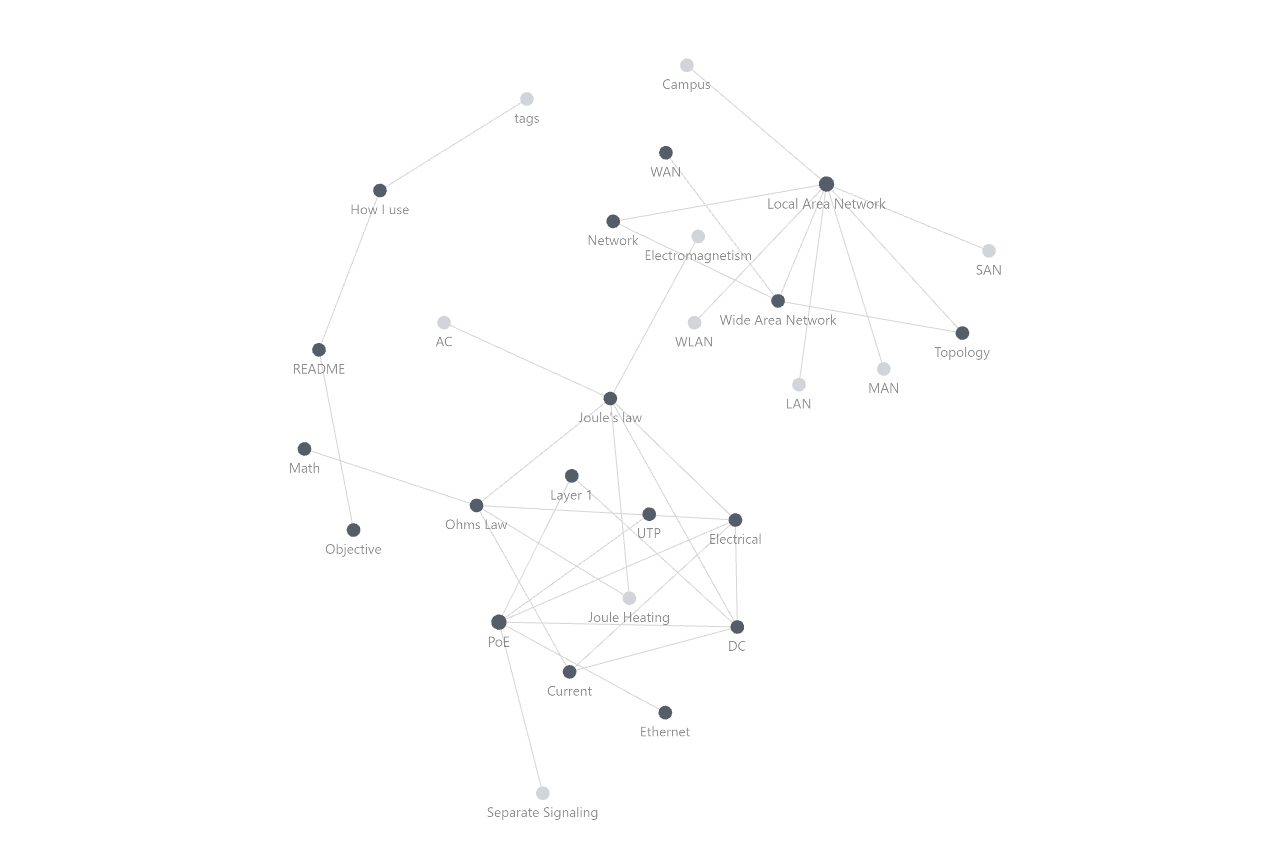 Campus
tags
WAN
Local Area Network
How I use
Network
Electromagnetism
SAN
Wide Area Network
AC
WLAN
Topology
README
MAN
LAN
Joule's law
Math
Layer 1
Ohms Law
UTP
Electrical
Objective
Joule Heating
PoE
DC
Current
Ethernet
Separate Signaling